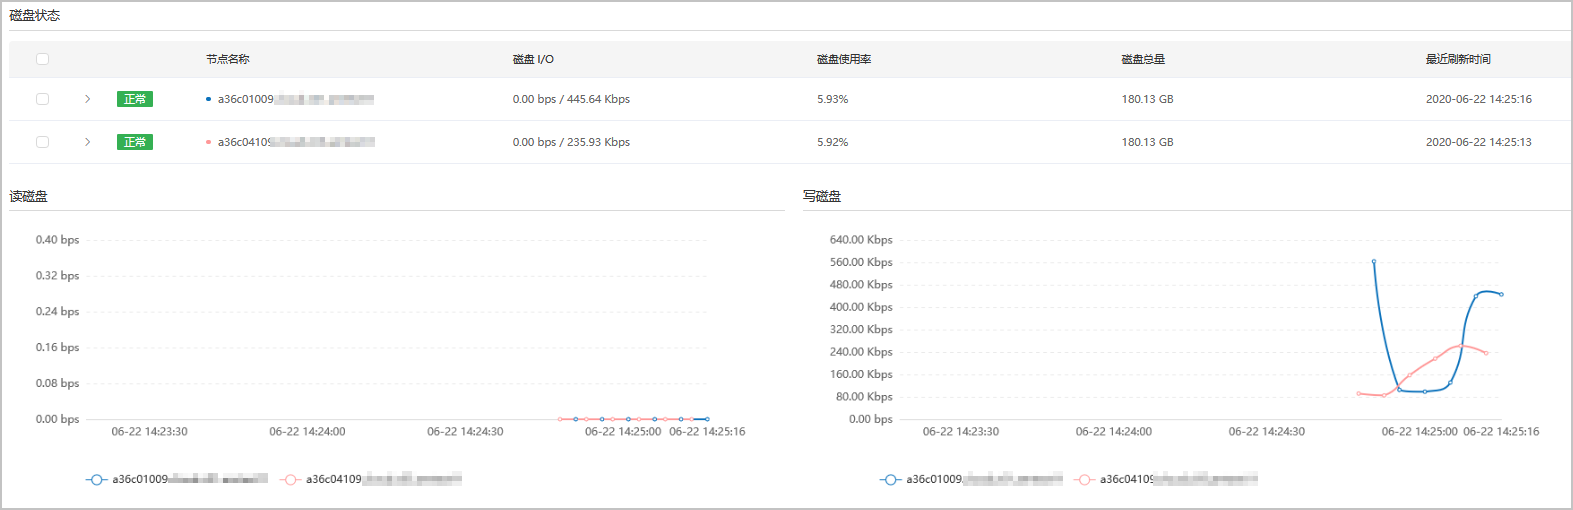 磁盘状态
节点名称 磁盘 I/O 磁盘使用率 磁盘总量 最近刷新时间
正常 a36c01009 0.00 bps / 445.64 Kbps 5.93% 180.13 GB 2020-06-22 14:25:16
正常 a36c04109 0.00 bps / 235.93 Kbps 5.92% 180.13 GB 2020-06-22 14:25:13
读磁盘
0.40 bps
0.32 bps
0.24 bps
0.16 bps
0.08 bps
0.00 bps
06-22 14:23:30 06-22 14:24:00 06-22 14:24:30 06-22 14:25:00 06-22 14:25:16
a36c01009 a36c04109
写磁盘
640.00 Kbps
560.00 Kbps
480.00 Kbps
400.00 Kbps
320.00 Kbps
240.00 Kbps
160.00 Kbps
80.00 Kbps
0.00 bps
06-22 14:23:30 06-22 14:24:00 06-22 14:24:30 06-22 14:25:00 06-22 14:25:16
a36c01009 a36c04109